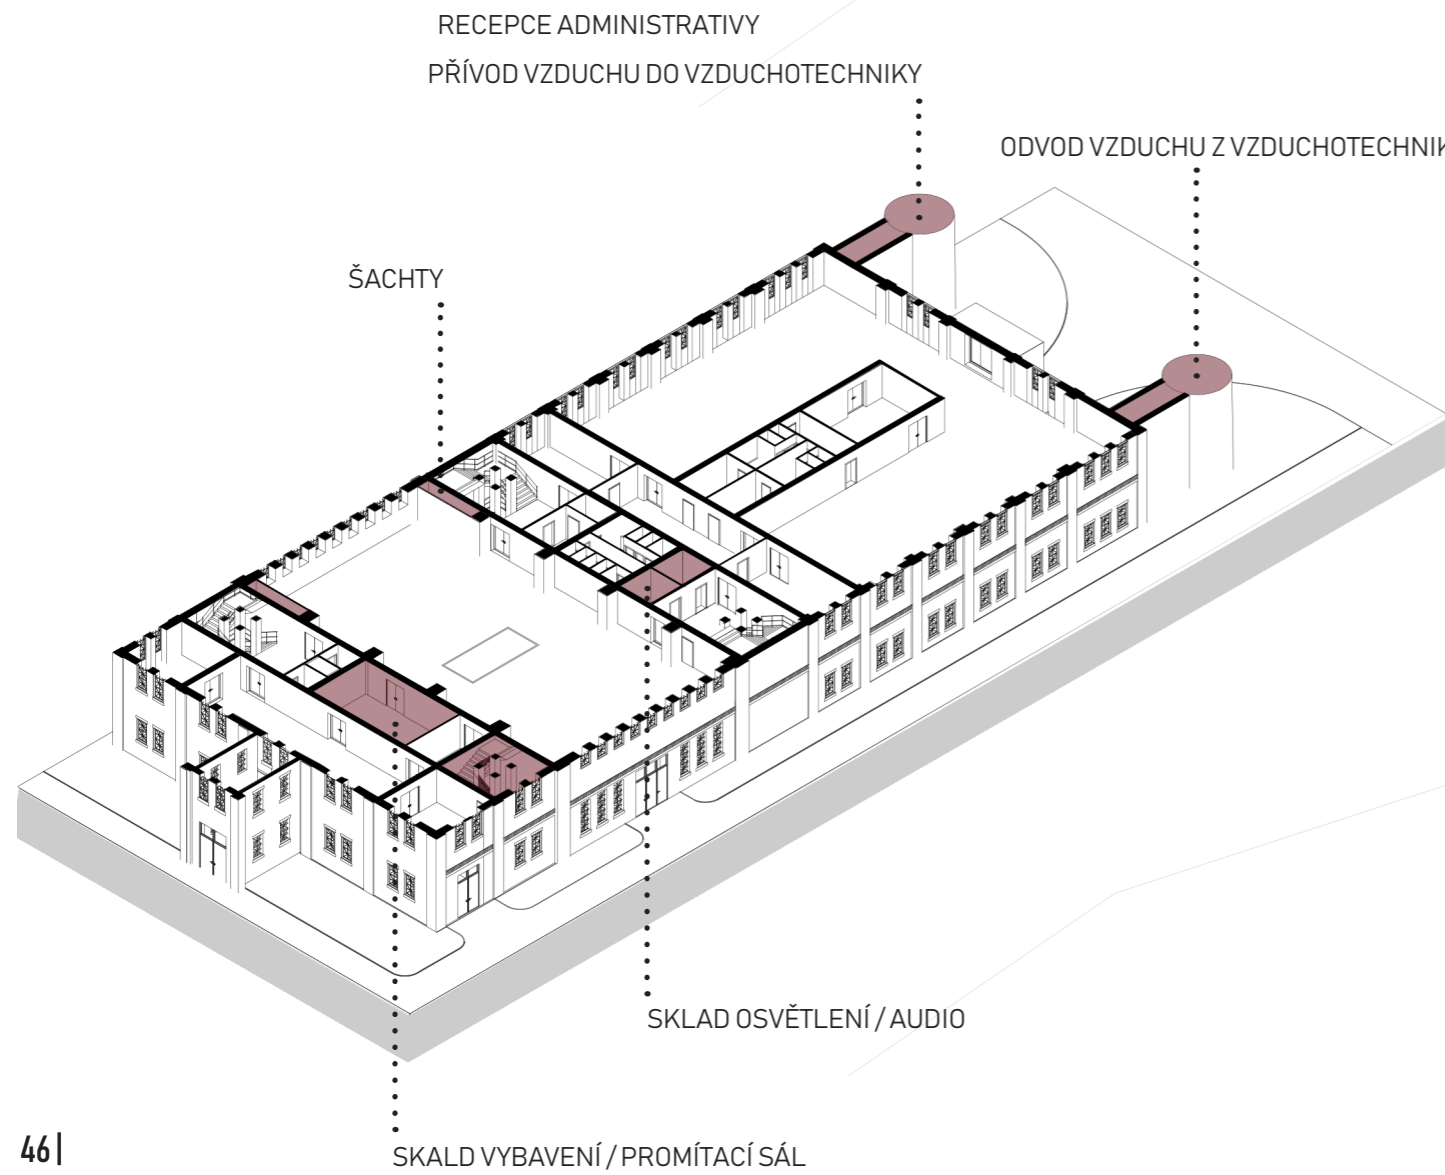 RECEPCE ADMINISTRATIVY
PŘÍVOD VZDUCHU DO VZDUCHOTECHNIKY
ODVOD VZDUCHU Z VZDUCHOTECHNIK
ŠACHTY
SKLAD OSVĚTLENÍ / AUDIO
SKALD VYBAVENÍ / PROMÍTACÍ SÁL
46|